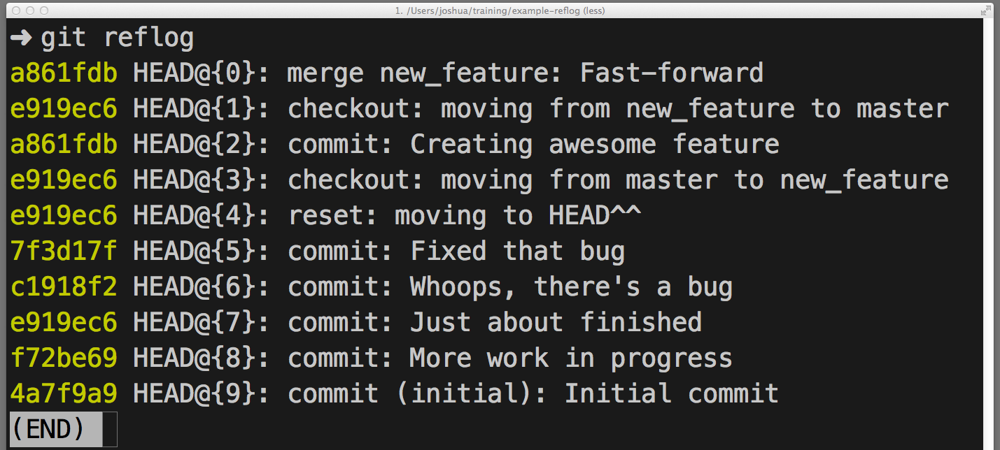 1. /Users/joshua/training/example-reflog (less)
➜ git reflog
a861fdb HEAD@{0}: merge new_feature: Fast-forward
e919ec6 HEAD@{1}: checkout: moving from new_feature to master
a861fdb HEAD@{2}: commit: Creating awesome feature
e919ec6 HEAD@{3}: checkout: moving from master to new_feature
e919ec6 HEAD@{4}: reset: moving to HEAD^^
7f3d17f HEAD@{5}: commit: Fixed that bug
c1918f2 HEAD@{6}: commit: Whoops, there's a bug
e919ec6 HEAD@{7}: commit: Just about finished
f72be69 HEAD@{8}: commit: More work in progress
4a7f9a9 HEAD@{9}: commit (initial): Initial commit
(END)